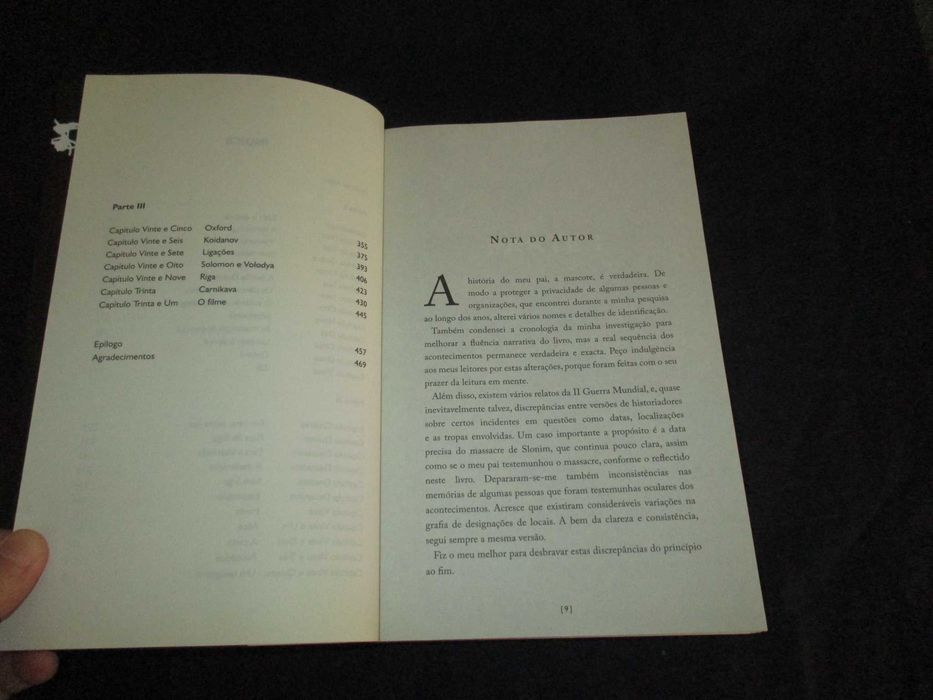 Parte III
Capítulo Vinte e Cinco Oxford 355
Capítulo Vinte e Seis Koidanov 375
Capítulo Vinte e Sete Ligações 393
Capítulo Vinte e Oito Solomon e Volodya 406
Capítulo Vinte e Nove Riga 423
Capítulo Trinta Carnikava 430
Capítulo Trinta e Um O filme 445
Epílogo 457
Agradecimentos 469
NOTA DO AUTOR
A história do meu pai, a mascote, é verdadeira. De
modo a proteger a privacidade de algumas pessoas e
organizações, que encontrei durante a minha pesquisa
ao longo dos anos, alterei vários nomes e detalhes de identificação.
Também condensei a cronologia da minha investigação para
melhorar a fluência narrativa do livro, mas a real sequência dos
acontecimentos permanece verdadeira e exacta. Peço indulgência
aos meus leitores por estas alterações, porque foram feitas com o seu
prazer da leitura em mente.
Além disso, existem vários relatos da II Guerra Mundial, e, quase
inevitavelmente talvez, discrepâncias entre versões de historiadores
sobre certos incidentes em questões como datas, localizações
e as tropas envolvidas. Um caso importante a propósito é a data
precisa do massacre de Slonim, que continua pouco clara, assim
como se o meu pai testemunhou o massacre, conforme o reflectido
neste livro. Depararam-se-me também inconsistências nas
memórias de algumas pessoas que foram testemunhas oculares dos
acontecimentos. Acresce que existiram consideráveis variações na
grafia de designações de locais. A bem da clareza e consistência,
segui sempre a mesma versão.
Fiz o meu melhor para desbravar estas discrepâncias do princípio
ao fim.
[9]